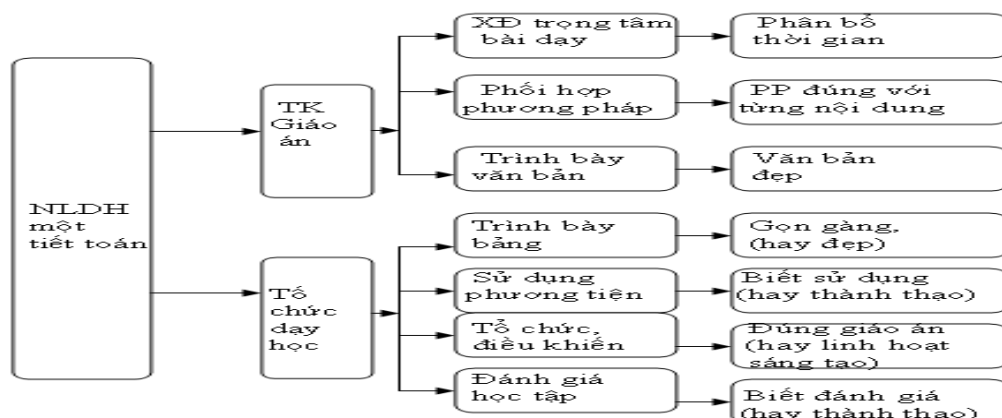 NLDH
một
tiết toán
TK
Giáo
án
XĐ trọng tâm
bài dạy
Phân bổ
thời gian
Phối hợp
phương pháp
PP đúng với
từng nội dung
Trình bày
văn bản
Văn bản
đẹp
Tố
chức
dạy
học
Trình bày
bảng
Gọn gàng,
(hay đẹp)
Sử dụng
phương tiện
Biết sử dụng
(hay thành thạo)
Tổ chức,
điều khiến
Đúng giáo án
(hay linh hoạt
sáng tạo)
Đánh giá
học tập
Biết đánh giá
(hay thành thạo)